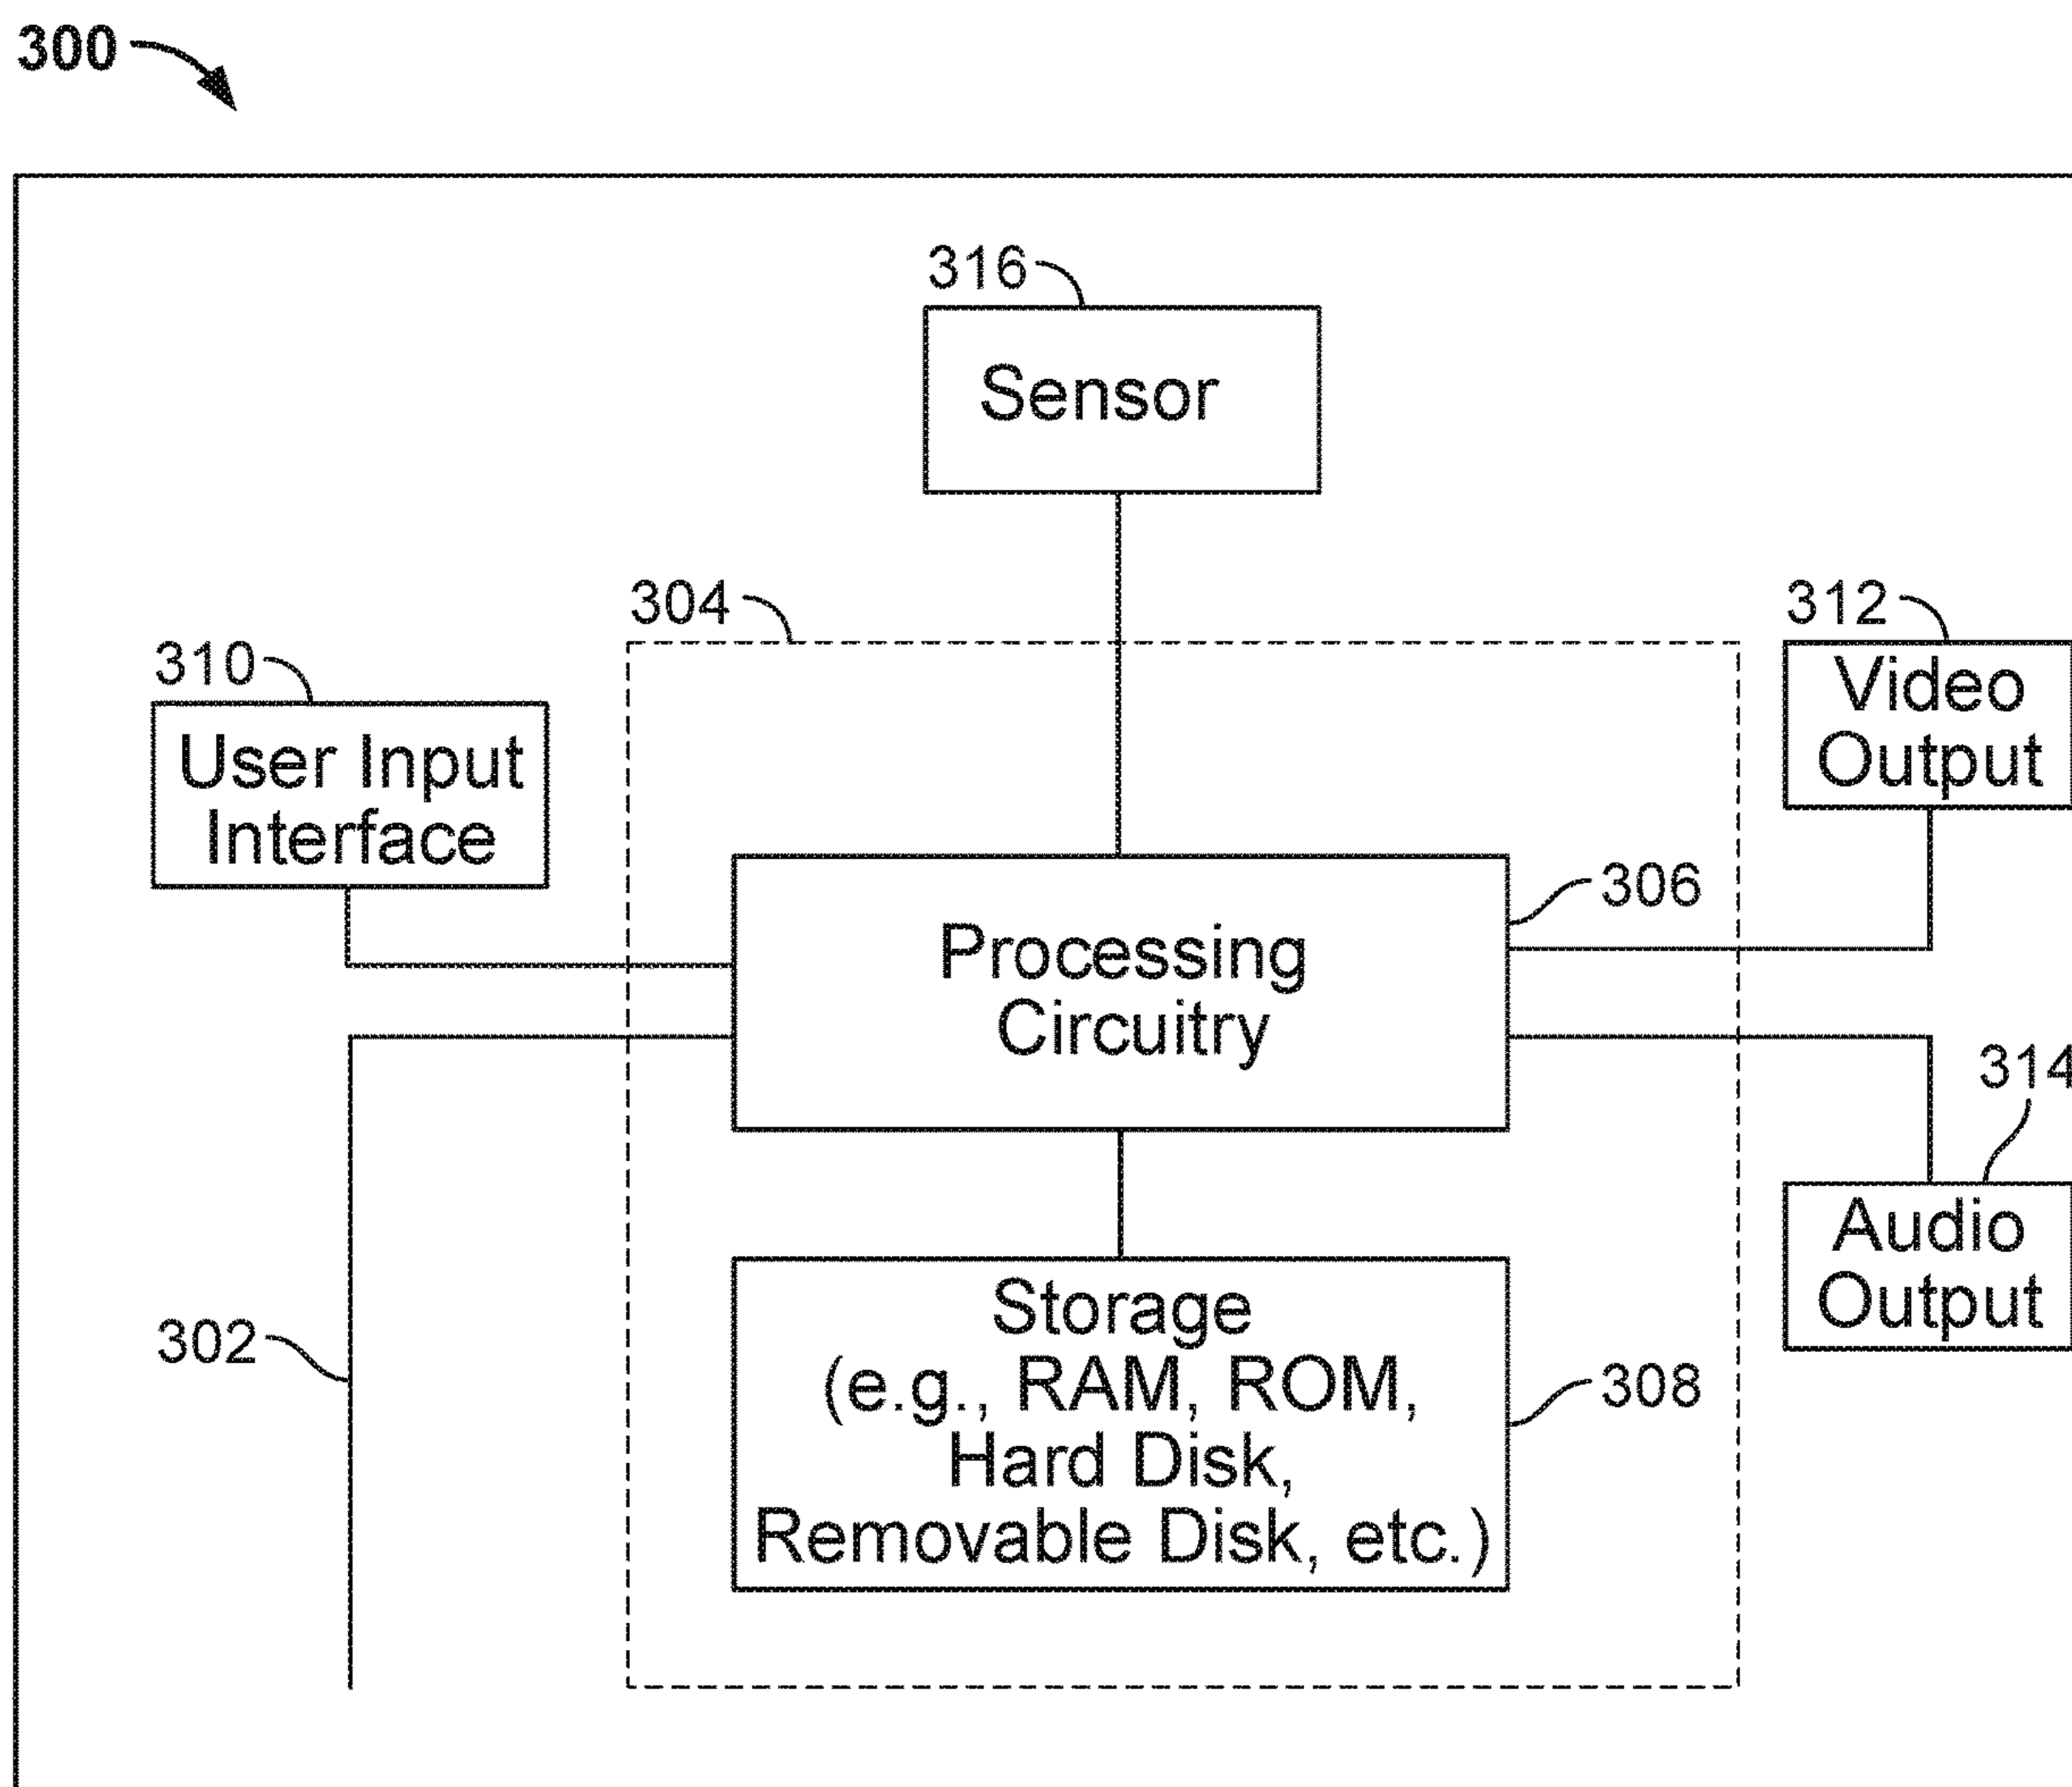 300
316
Sensor
304
312
Video
Output
310
User Input
Interface
306
Processing
Circuitry
314
Audio
Output
302
Storage
(e.g., RAM, ROM,
Hard Disk,
Removable Disk, etc.)
308